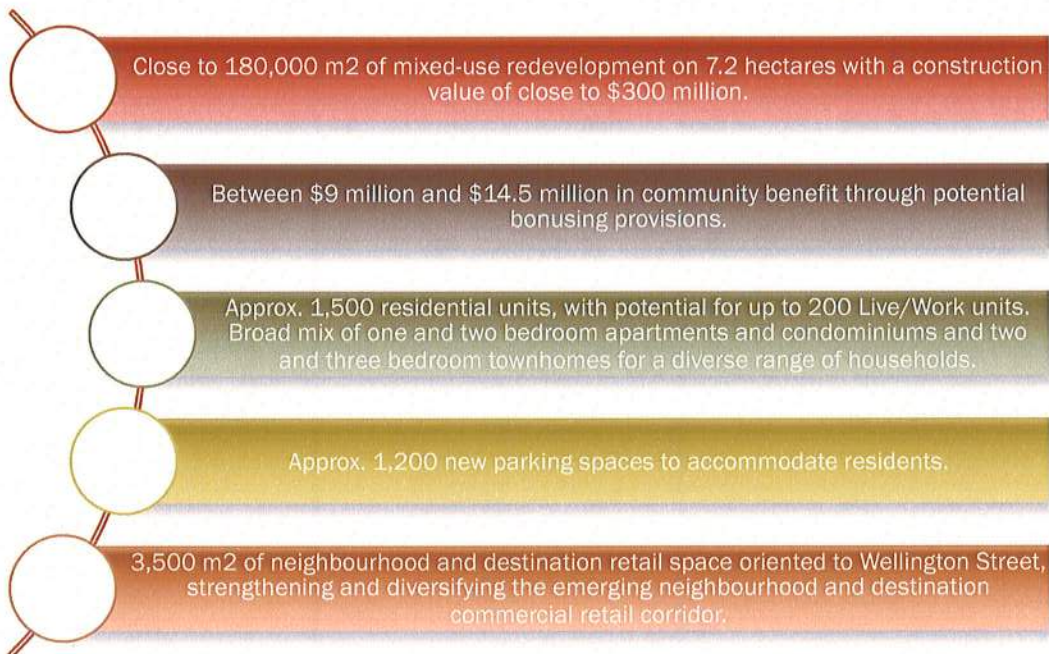 Close to 180,000 m2 of mixed-use redevelopment on 7.2 hectares with a construction
value of close to $300 million.
Between $9 million and $14.5 million in community benefit through potential
bonusing provisions.
Approx. 1,500 residential units, with potential for up to 200 Live/Work units.
Broad mix of one and two bedroom apartments and condominiums and two
and three bedroom townhomes for a diverse range of households.
Approx. 1,200 new parking spaces to accommodate residents.
3,500 m2 of neighbourhood and destination retail space oriented to Wellington Street,
strengthening and diversifying the emerging neighbourhood and destination
commercial retail corridor.